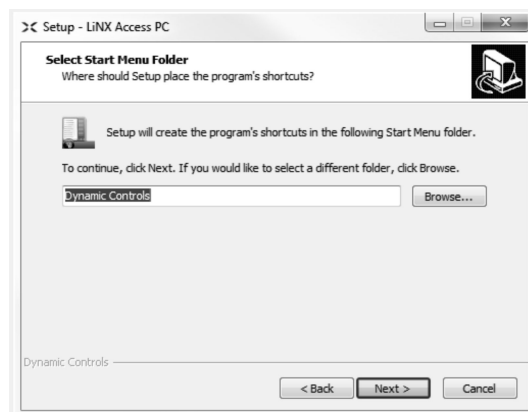 Setup - LiNX Access PC
Select Start Menu Folder
Where should Setup place the program's shortcuts?
Setup will create the program's shortcuts in the following Start Menu folder.
To continue, click Next. If you would like to select a different folder, click Browse.
Dynamic Controls
Browse...
Dynamic Controls
< Back
Next >
Cancel